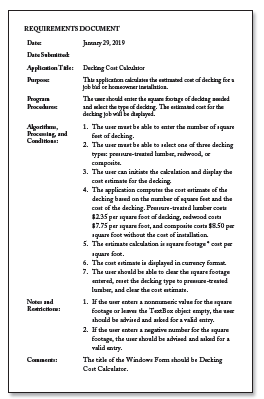 REQUIREMENTS DOCUMENT
Date: January 29, 2019
Date Submitted:
Application Title: Decking Cost Calculator
Purpose: This application calculates the estimated cost of decking for a
job bid or homeowner installation.
Program Procedures: The user should enter the square footage of decking needed
and select the type of decking. The estimated cost for the
decking job will be displayed.
Algorithms, Processing, and Conditions:
1. The user must be able to enter the number of square
feet of decking.
2. The user must be able to select one of three decking
types: pressure-treated lumber, redwood, or
composite.
3. The user can initiate the calculation and display the
cost estimate for the decking.
4. The application computes the cost estimate of the
decking based on the number of square feet and the
cost of the decking. Pressure-treated lumber costs
$2.35 per square foot of decking, redwood costs
$7.75 per square foot, and composite costs $8.50 per
square foot without the cost of installation.
5. The estimate calculation is square footage * cost per
square foot.
6. The cost estimate is displayed in currency format.
7. The user should be able to clear the square footage
entered, reset the decking type to pressure-treated
lumber, and clear the cost estimate.
Notes and Restrictions:
1. If the user enters a nonnumeric value for the square
footage or leaves the TextBox object empty, the user
should be advised and asked for a valid entry.
2. If the user enters a negative number for the square
footage, the user should be advised and asked for a
valid entry.
Comments: The title of the Windows Form should be Decking
Cost Calculator.